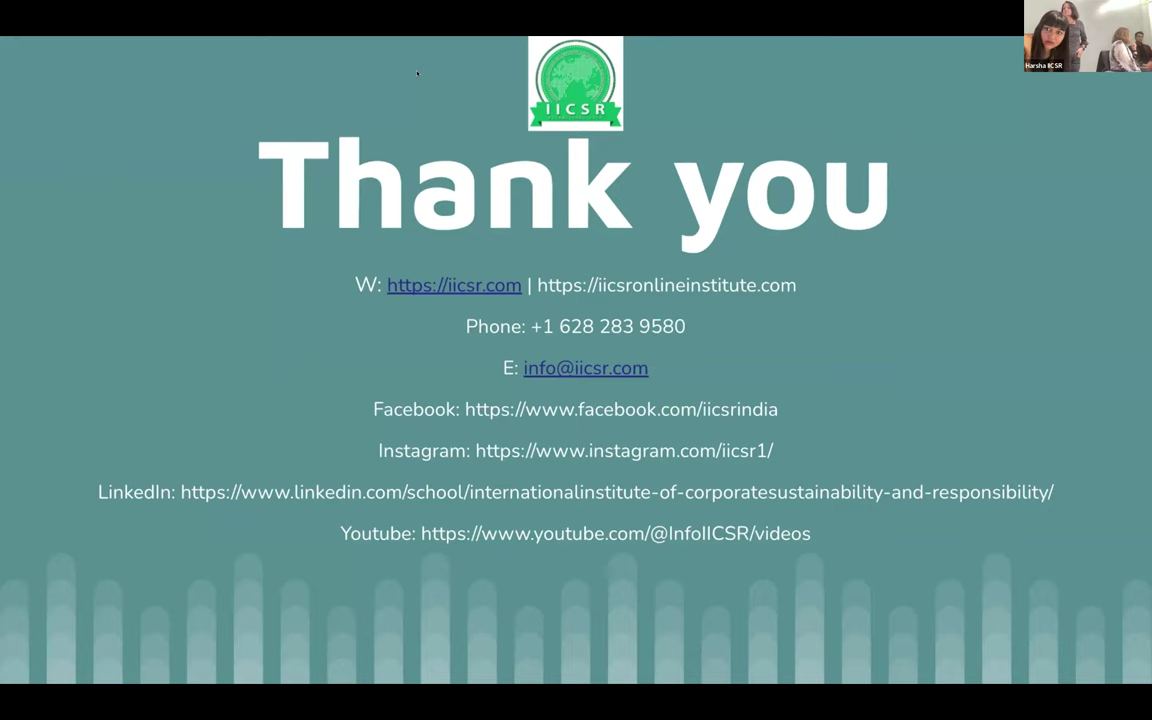 Harsha IICSR
IICSR
Thank you
W: https://iicsr.com | https://iicsronlineinstitute.com
Phone: +1 628 283 9580
E: info@iicsr.com
Facebook: https://www.facebook.com/iicsrindia
Instagram: https://www.instagram.com/iicsr1/
LinkedIn: https://www.linkedin.com/school/internationalinstitute-of-corporatesustainability-and-responsibility/
Youtube: https://www.youtube.com/@InfoIICSR/videos